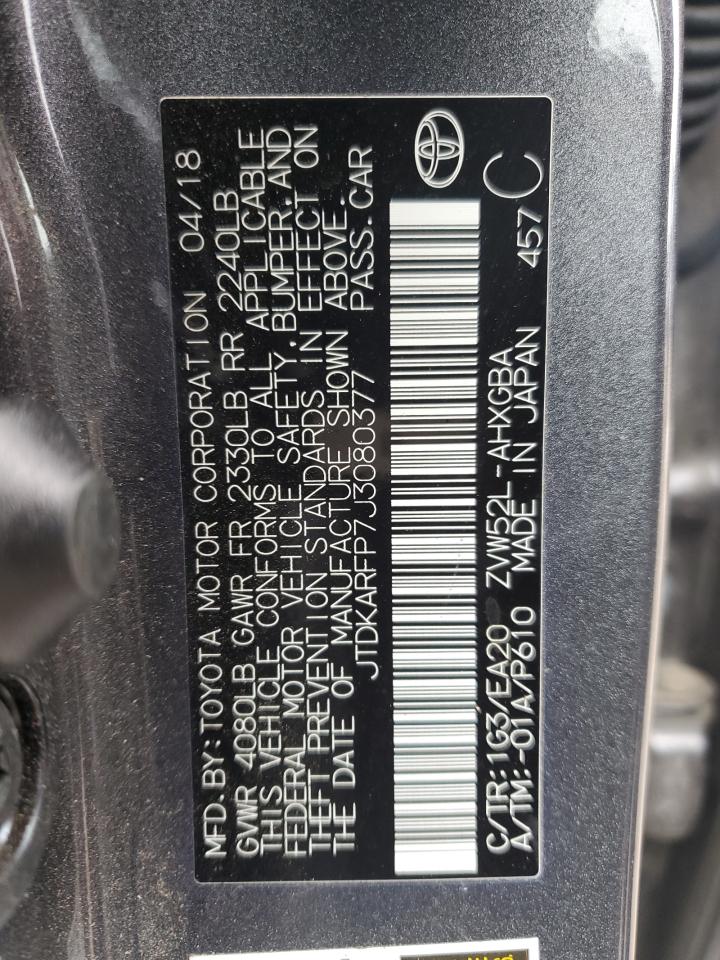 MFD.BY:TOYOTA MOTOR CORPORATION 04/18
GVWR 4080LB GAWR FR 2330LB RR 2240LB
THIS VEHICLE CONFORMS TO ALL APPLICABLE
FEDERAL MOTOR VEHICLE SAFETY,BUMPER,AND
THEFT PREVENTION STANDARDS IN EFFECT ON
THE DATE OF MANUFACTURE SHOWN ABOVE.
JTDKARFP7J3080377 PASS.CAR
C/TR:1G3/EA20 ZVW52L-AHXGBA
A/TM:-01A/P610 MADE IN JAPAN 457 C